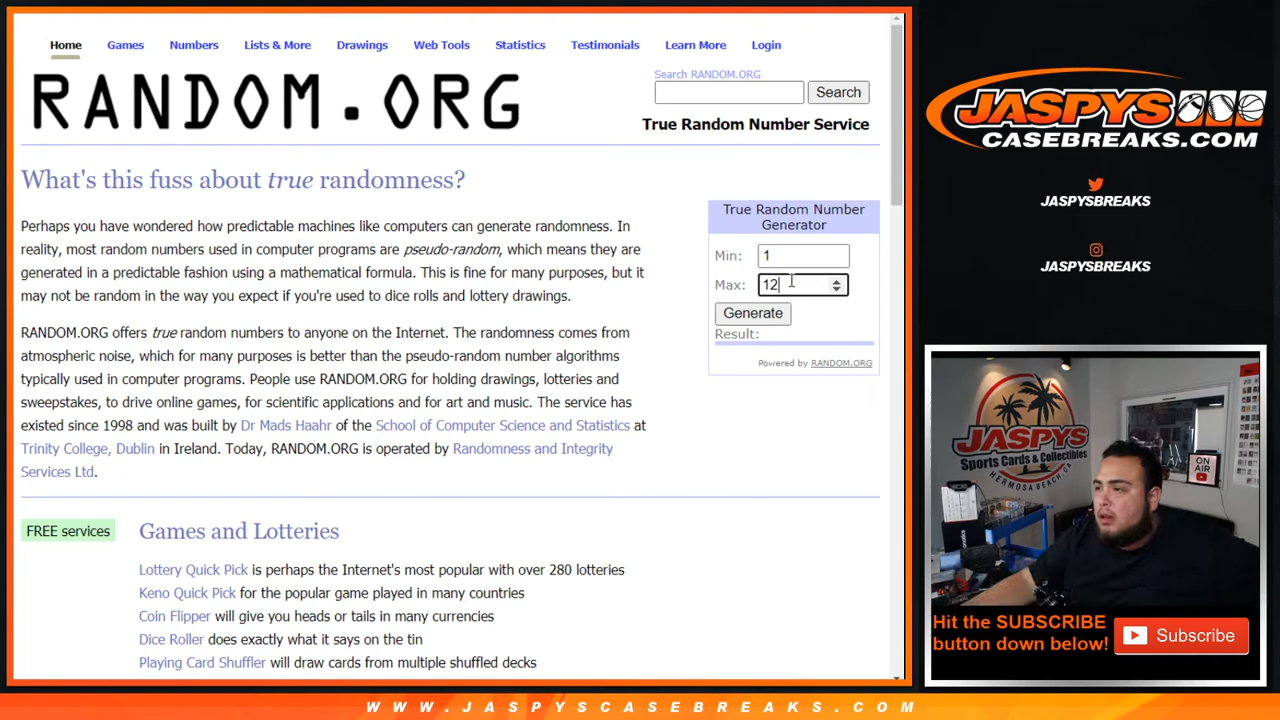 Home Games Numbers Lists & More Drawings Web Tools Statistics Testimonials Learn More Login
RANDOM.ORG
Search RANDOM.ORG
Search
True Random Number Service
What's this fuss about true randomness?
Perhaps you have wondered how predictable machines like computers can generate randomness. In
reality, most random numbers used in computer programs are pseudo-random, which means they are
generated in a predictable fashion using a mathematical formula. This is fine for many purposes, but it
may not be random in the way you expect if you're used to dice rolls and lottery drawings.
RANDOM.ORG offers true random numbers to anyone on the Internet. The randomness comes from
atmospheric noise, which for many purposes is better than the pseudo-random number algorithms
typically used in computer programs. People use RANDOM.ORG for holding drawings, lotteries and
sweepstakes, to drive online games, for scientific applications and for art and music. The service has
existed since 1998 and was built by Dr Mads Haahr of the School of Computer Science and Statistics at
Trinity College, Dublin in Ireland. Today, RANDOM.ORG is operated by Randomness and Integrity
Services Ltd.
True Random Number
Generator
Min: 1
Max: 12
Generate
Result:
Powered by RANDOM.ORG
FREE services
Games and Lotteries
Lottery Quick Pick is perhaps the Internet's most popular with over 280 lotteries
Keno Quick Pick for the popular game played in many countries
Coin Flipper will give you heads or tails in many currencies
Dice Roller does exactly what it says on the tin
Playing Card Shuffler will draw cards from multiple shuffled decks
JASPYS
CASEBREAKS.COM
JASPYSBREAKS
JASPYSBREAKS
JASPYS
Sports Cards & Collectibles
HERMOSA BEACH, CA
ON
AIR
Hit the SUBSCRIBE
button down below!
Subscribe
WWW.JASPYSCASEBREAKS.COM